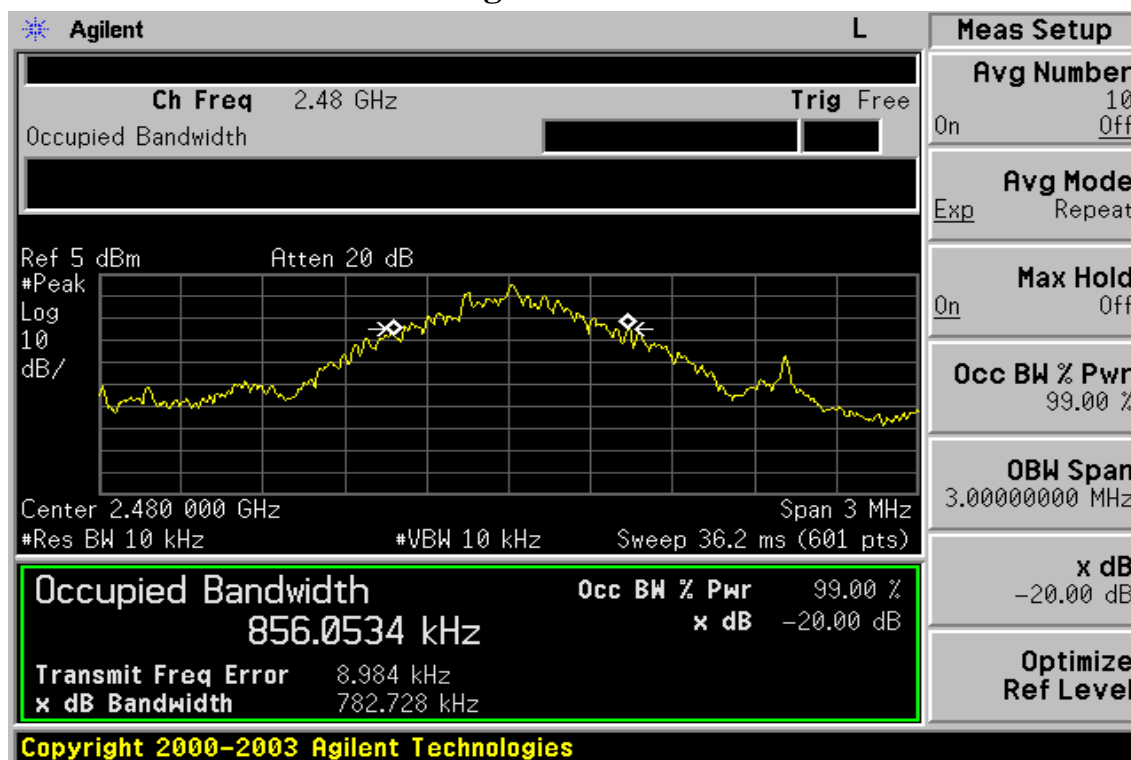 Agilent L Meas Setup
Ch Freq 2.48 GHz Trig Free
Occupied Bandwidth
Ref 5 dBm Atten 20 dB
#Peak
Log
10
dB/
Center 2.480 000 GHz Span 3 MHz
#Res BW 10 kHz #VBW 10 kHz Sweep 36.2 ms (601 pts)
Occupied Bandwidth Occ BW % Pwr 99.00 %
856.0534 kHz x dB -20.00 dB
Transmit Freq Error 8.984 kHz
x dB Bandwidth 782.728 kHz
Copyright 2000-2003 Agilent Technologies
Avg Number
10
On Off
Avg Mode
Exp Repeat
Max Hold
On Off
Occ BW % Pwr
99.00 %
OBW Span
3.00000000 MHz
x dB
-20.00 dB
Optimize
Ref Level